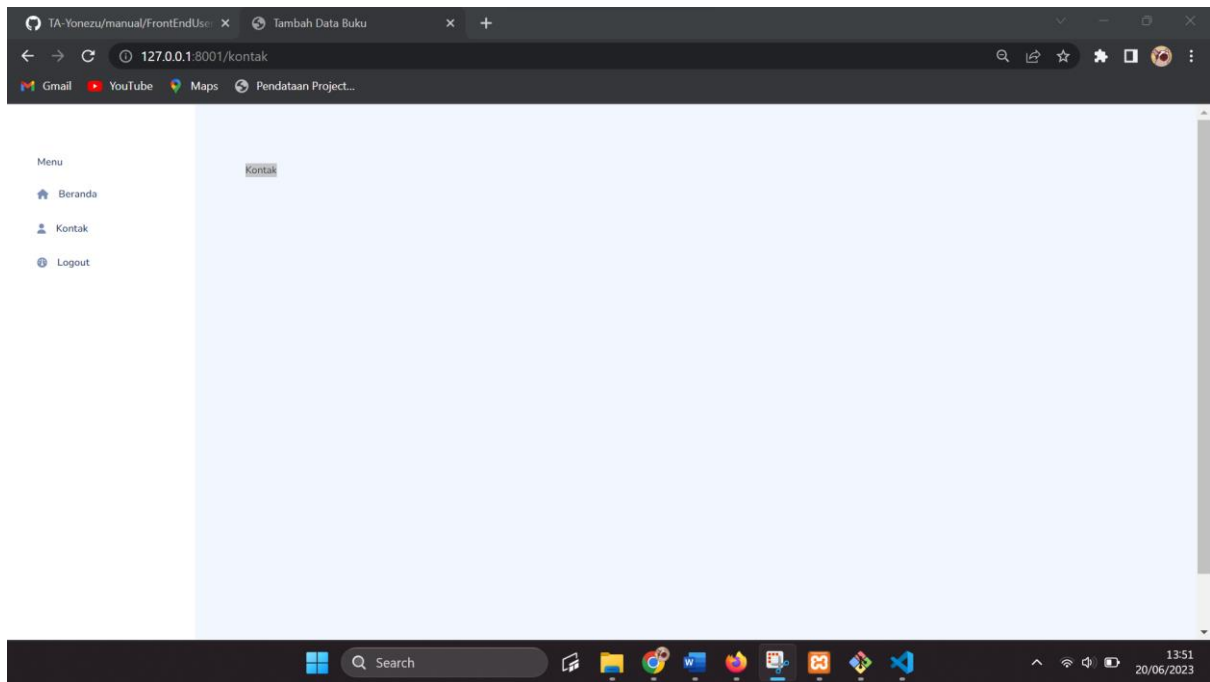 TA-Yonezu/manual/FrontEndUser
Tambah Data Buku
127.0.0.1:8001/kontak
Gmail YouTube Maps Pendataan Project...
Menu
Kontak
Beranda
Kontak
Logout
Search
13:51
20/06/2023